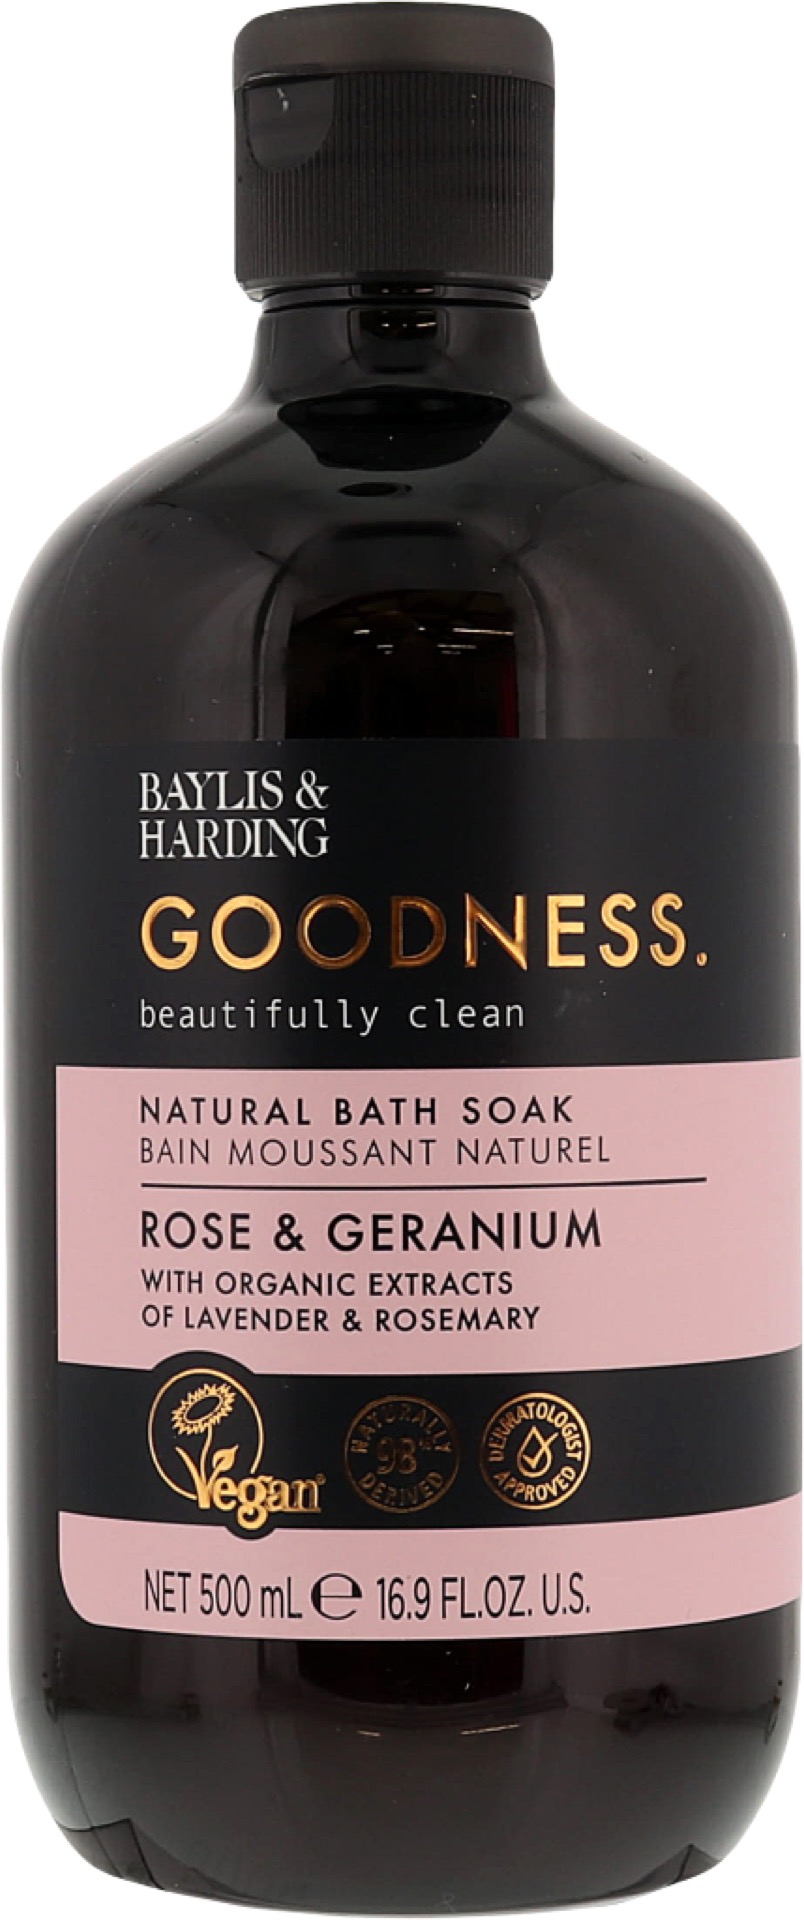 BAYLIS &
HARDING
GOODNESS.
beautifully clean
NATURAL BATH SOAK
BAIN MOUSSANT NATUREL
ROSE & GERANIUM
WITH ORGANIC EXTRACTS
OF LAVENDER & ROSEMARY
Vegan
NATURALLY
98%
DERIVED
DERMATOLOGIST
APPROVED
NET 500 mL ℮ 16.9 FL.OZ. U.S.